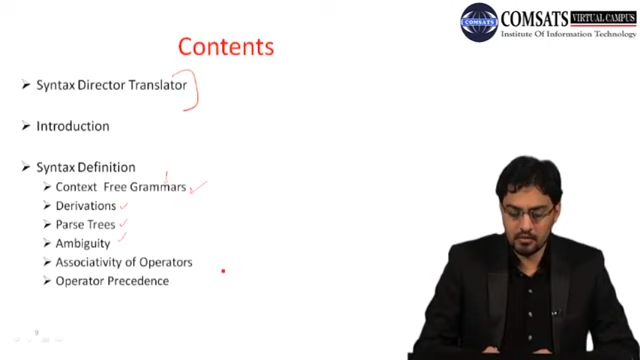 COMSATS VIRTUAL CAMPUS
Institute Of Information Technology
Contents
Syntax Director Translator
Introduction
Syntax Definition
Context Free Grammars
Derivations
Parse Trees
Ambiguity
Associativity of Operators
Operator Precedence
9